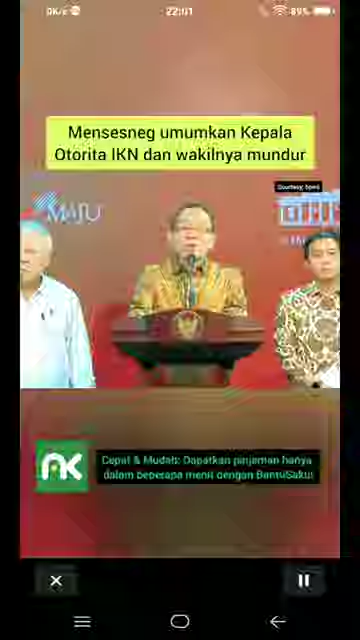 0K/s
22:01
89%
Mensesneg umumkan Kepala
Otorita IKN dan wakilnya mundur
Courtesy:
MAJU
Cepat & Mudah: Dapatkan pinjaman hanya
dalam beberapa menit dengan BantuSaku!